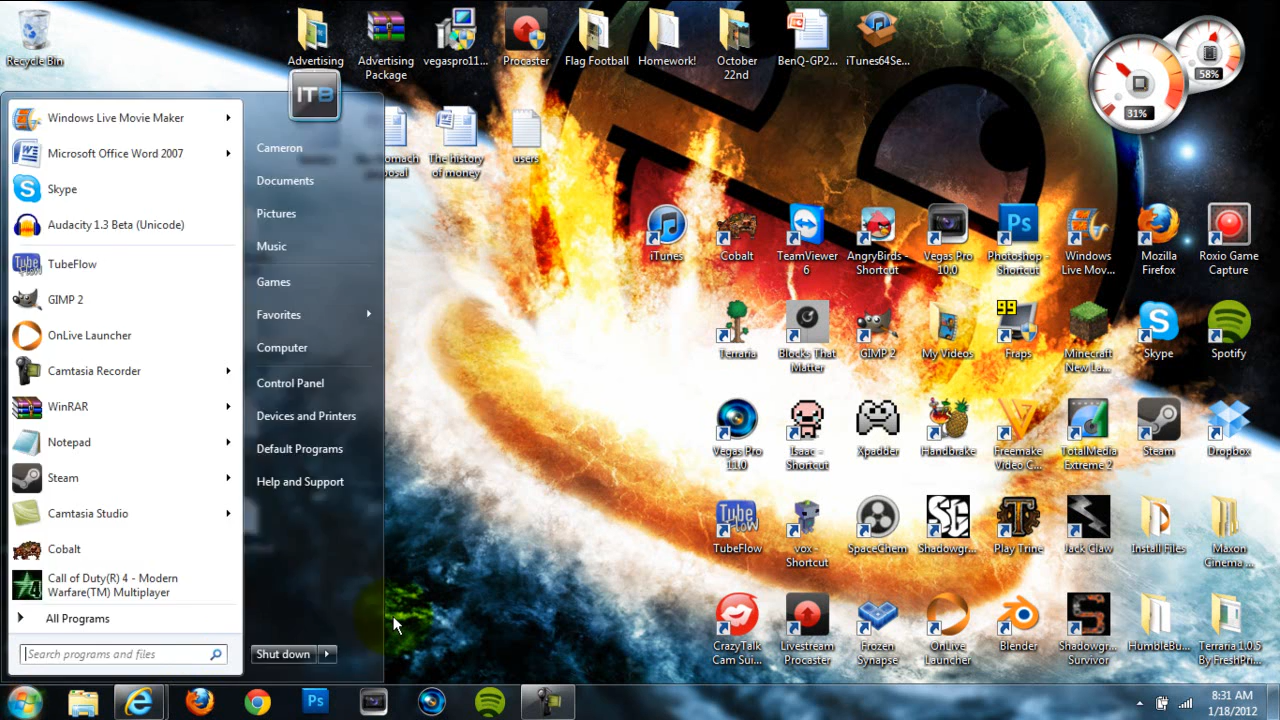 Recycle Bin
Advertising
Advertising
Package
vegaspro11...
Procaster
Flag Football
Homework!
October
22nd
BenQ-GP2...
iTunes64Se...
58%
31%
ITB
The history
of money
users
Windows Live Movie Maker
Microsoft Office Word 2007
Skype
Audacity 1.3 Beta (Unicode)
TubeFlow
GIMP 2
OnLive Launcher
Camtasia Recorder
WinRAR
Notepad
Steam
Camtasia Studio
Cobalt
Call of Duty(R) 4 - Modern
Warfare(TM) Multiplayer
All Programs
Search programs and files
Cameron
Documents
Pictures
Music
Games
Favorites
Computer
Control Panel
Devices and Printers
Default Programs
Help and Support
Shut down
iTunes
Cobalt
TeamViewer
6
AngryBirds -
Shortcut
Vegas Pro
10.0
Ps
Photoshop -
Shortcut
Windows
Live Mov...
Mozilla
Firefox
Roxio Game
Capture
Terraria
Blocks That
Matter
GIMP 2
My Videos
99
Fraps
Minecraft
New La...
Skype
Spotify
Vegas Pro
11.0
Isaac -
Shortcut
Xpadder
Handbrake
Freemake
Video C...
TotalMedia
Extreme 2
Steam
Dropbox
Tube
Flow
TubeFlow
vox -
Shortcut
SpaceChem
SG
Shadowgr...
Play Trine
Jack Claw
Install Files
Maxon
Cinema ...
CrazyTalk
Cam Sui...
Livestream
Procaster
Frozen
Synapse
OnLive
Launcher
Blender
Shadowgr...
Survivor
HumbleBu...
Terraria 1.0.5
By FreshPri...
Ps
8:31 AM
1/18/2012